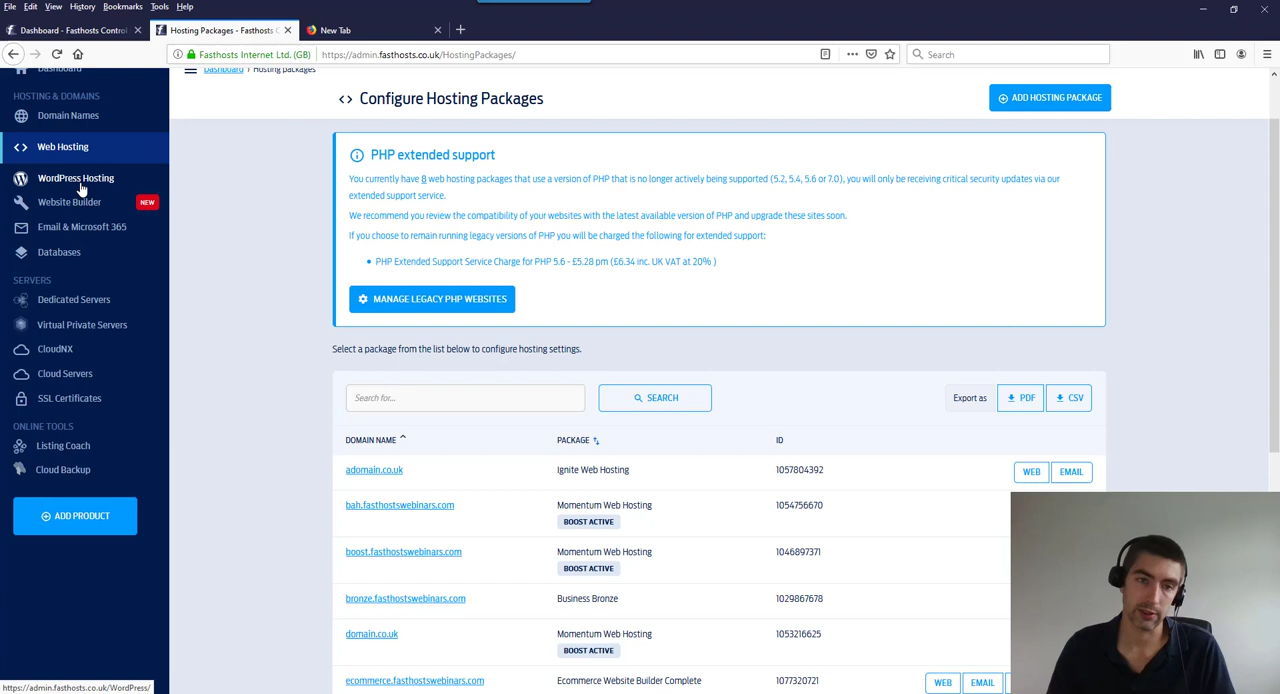 File Edit View History Bookmarks Tools Help
Dashboard - Fasthosts Contro
Hosting Packages - Fasthosts C
New Tab
Fasthosts Internet Ltd. (GB)
https://admin.fasthosts.co.uk/HostingPackages/
Search
Dashboard
HOSTING & DOMAINS
Domain Names
Web Hosting
WordPress Hosting
Website Builder
NEW
Email & Microsoft 365
Databases
SERVERS
Dedicated Servers
Virtual Private Servers
CloudNX
Cloud Servers
SSL Certificates
ONLINE TOOLS
Listing Coach
Cloud Backup
ADD PRODUCT
https://admin.fasthosts.co.uk/WordPress/
Dashboard / Hosting packages
Configure Hosting Packages
ADD HOSTING PACKAGE
PHP extended support
You currently have 8 web hosting packages that use a version of PHP that is no longer actively being supported (5.2, 5.4, 5.6 or 7.0), you will only be receiving critical security updates via our
extended support service.
We recommend you review the compatibility of your websites with the latest available version of PHP and upgrade these sites soon.
If you choose to remain running legacy versions of PHP you will be charged the following for extended support:
• PHP Extended Support Service Charge for PHP 5.6 - £5.28 pm (£6.34 inc. UK VAT at 20% )
MANAGE LEGACY PHP WEBSITES
Select a package from the list below to configure hosting settings.
Search for...
SEARCH
Export as
PDF
CSV
DOMAIN NAME PACKAGE ID
adomain.co.uk Ignite Web Hosting 1057804392 WEB EMAIL
bah.fasthostswebinars.com Momentum Web Hosting 1054756670
BOOST ACTIVE
boost.fasthostswebinars.com Momentum Web Hosting 1046897371
BOOST ACTIVE
bronze.fasthostswebinars.com Business Bronze 1029867678
domain.co.uk Momentum Web Hosting 1053216625
BOOST ACTIVE
ecommerce.fasthostswebinars.com Ecommerce Website Builder Complete 1077320721 WEB EMAIL